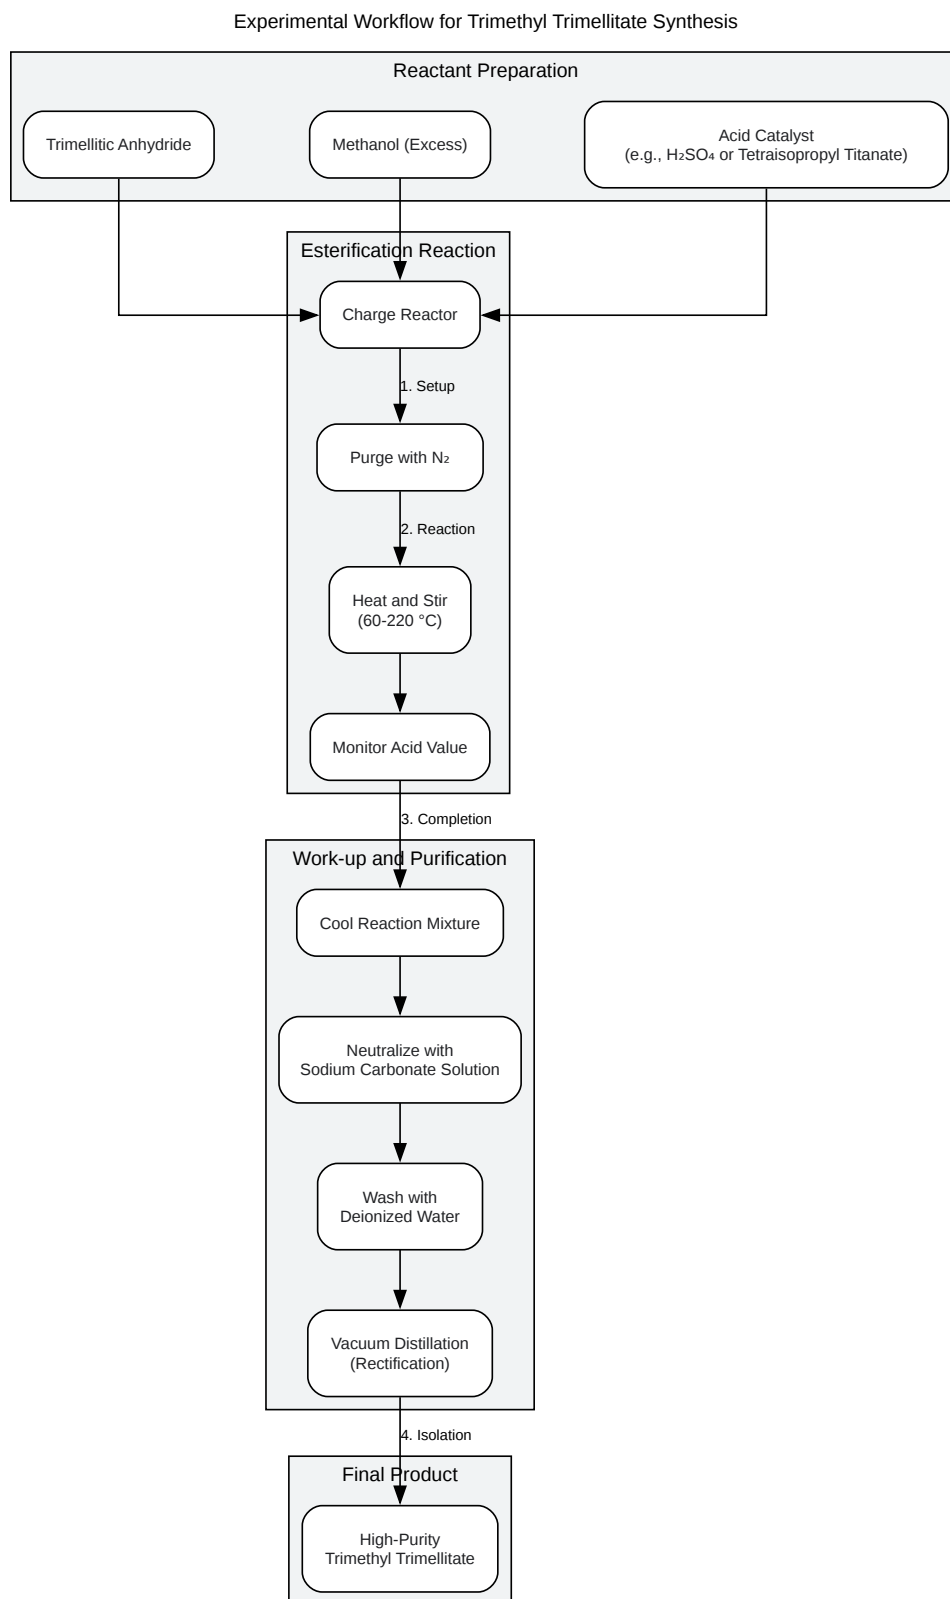 Experimental Workflow for Trimethyl Trimellitate Synthesis
Reactant Preparation
Trimellitic Anhydride
Methanol (Excess)
Acid Catalyst
(e.g., H₂SO₄ or Tetraisopropyl Titanate)
Esterification Reaction
Charge Reactor
1. Setup
Purge with N₂
2. Reaction
Heat and Stir
(60-220 °C)
Monitor Acid Value
3. Completion
Work-up and Purification
Cool Reaction Mixture
Neutralize with
Sodium Carbonate Solution
Wash with
Deionized Water
Vacuum Distillation
(Rectification)
4. Isolation
Final Product
High-Purity
Trimethyl Trimellitate